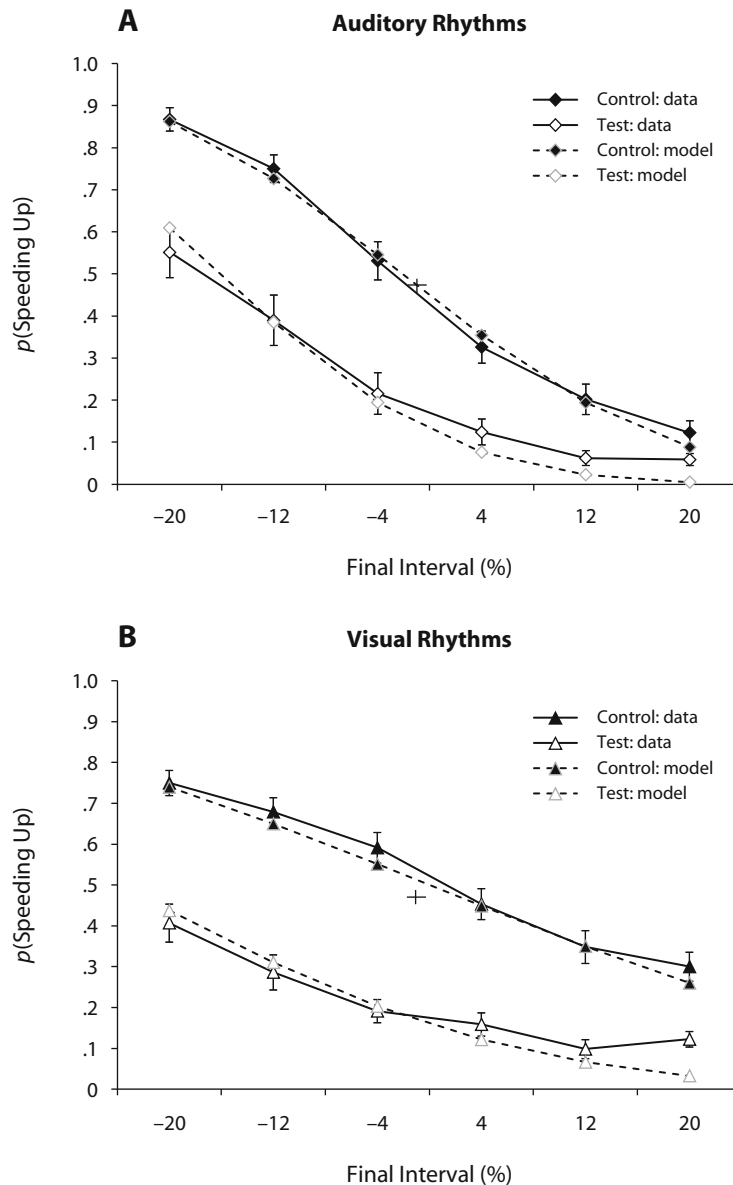 A
Auditory Rhythms
1.0
.9
.8
.7
.6
.5
.4
.3
.2
.1
0
p(Speeding Up)
Control: data
Test: data
Control: model
Test: model
–20 –12 –4 4 12 20
Final Interval (%)
B
Visual Rhythms
1.0
.9
.8
.7
.6
.5
.4
.3
.2
.1
0
p(Speeding Up)
Control: data
Test: data
Control: model
Test: model
–20 –12 –4 4 12 20
Final Interval (%)